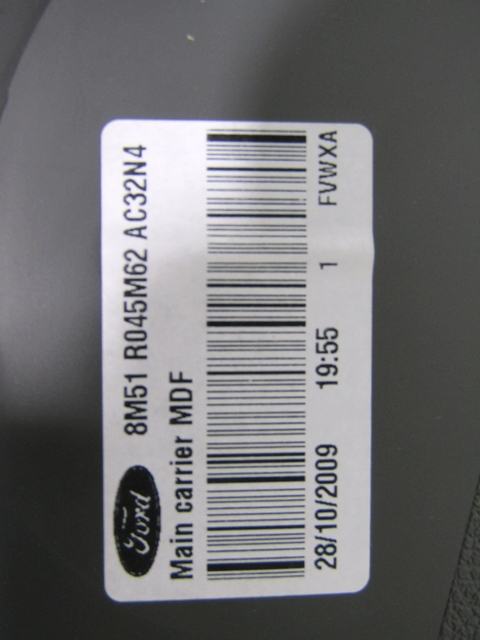 Ford 8M51 R045M62 AC32N4
Main carrier MDF
28/10/2009 19:55 1 FVWXA